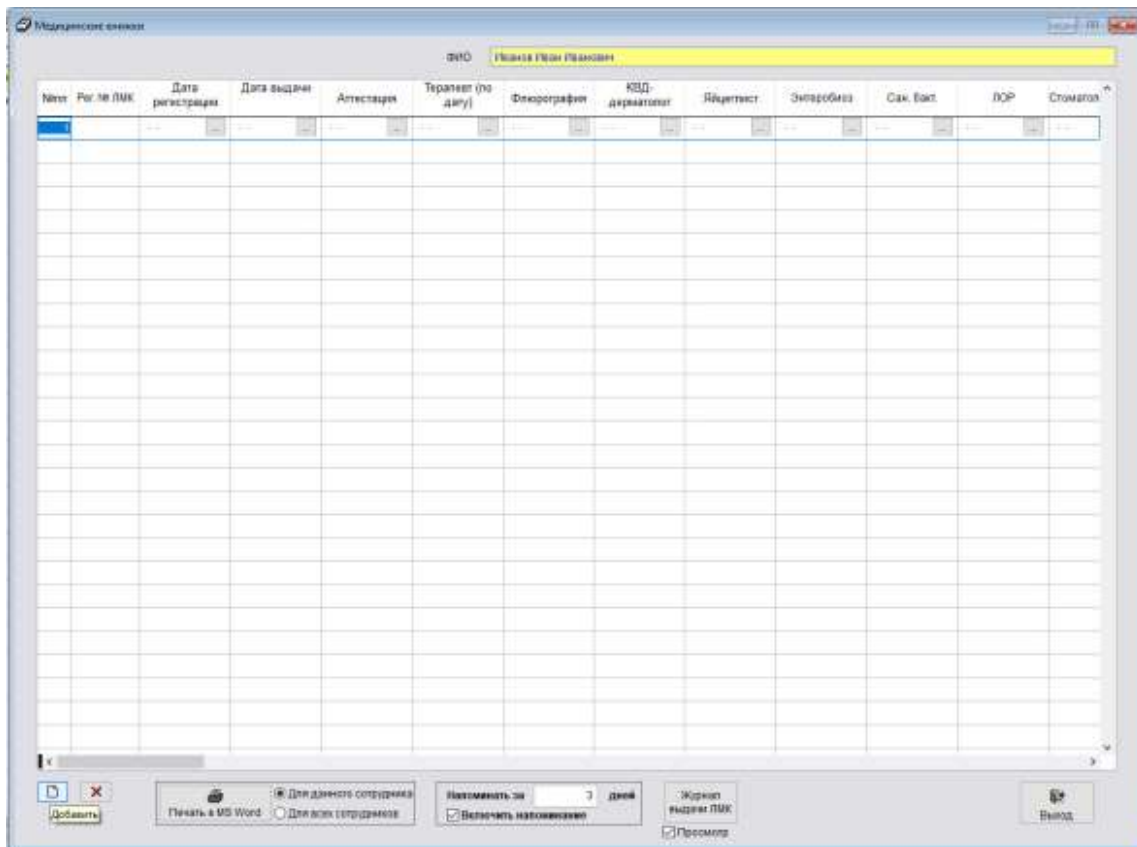 Медицинские книжки
ФИО Иванов Иван Иванович
№пп Рег.№ ЛМК Дата регистрации Дата выдачи Аттестация Терапевт (по дату) Флюорография КВД-дерматолог Яйцеглист Энтеробиоз Сан. Бакт. ЛОР Стоматол
1
Добавить
Печать в MS Word
Для данного сотрудника
Для всех сотрудников
Напоминать за 3 дней
Включить напоминание
Журнал выдачи ЛМК
Просмотр
Выход